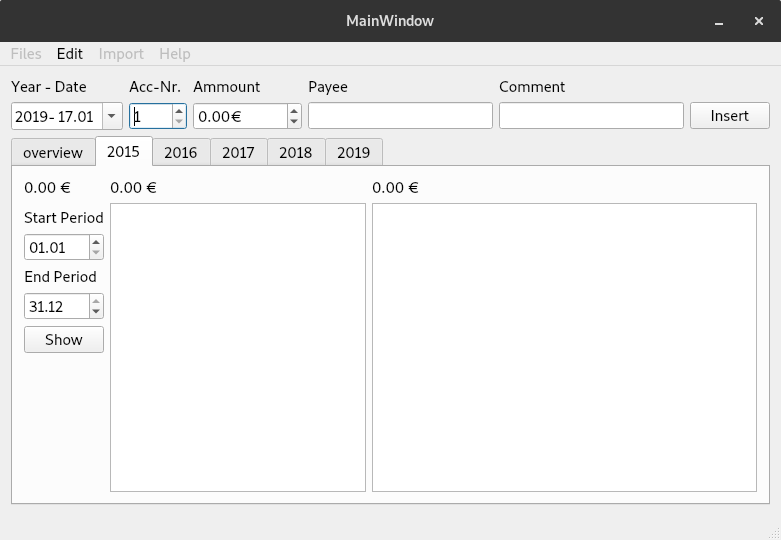 MainWindow
Files Edit Import Help
Year - Date Acc-Nr. Ammount Payee Comment
2019- 17.01 1 0.00€ Insert
overview 2015 2016 2017 2018 2019
0.00 € 0.00 € 0.00 €
Start Period
01.01
End Period
31.12
Show